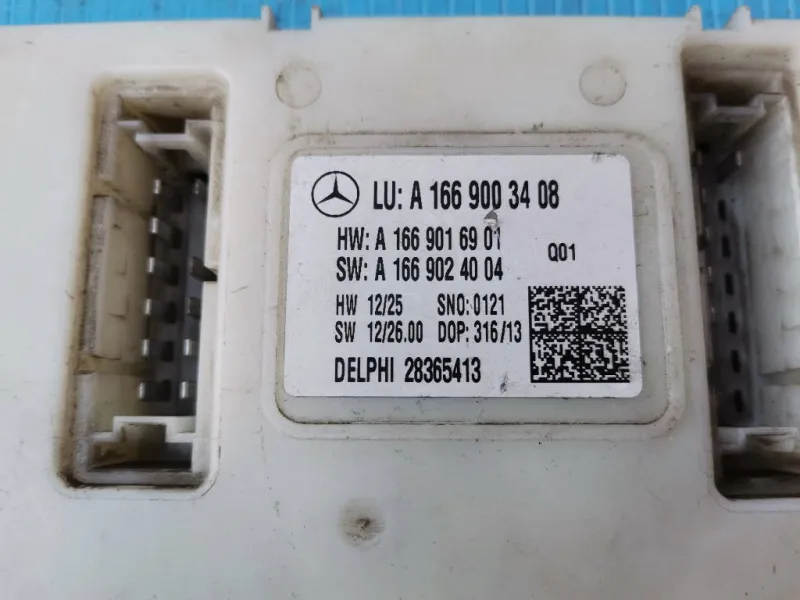 LU: A 166 900 34 08
HW: A 166 901 69 01
SW: A 166 902 40 04
Q01
HW 12/25 SNO: 0121
SW 12/26.00 DOP: 316/13
DELPHI 28365413